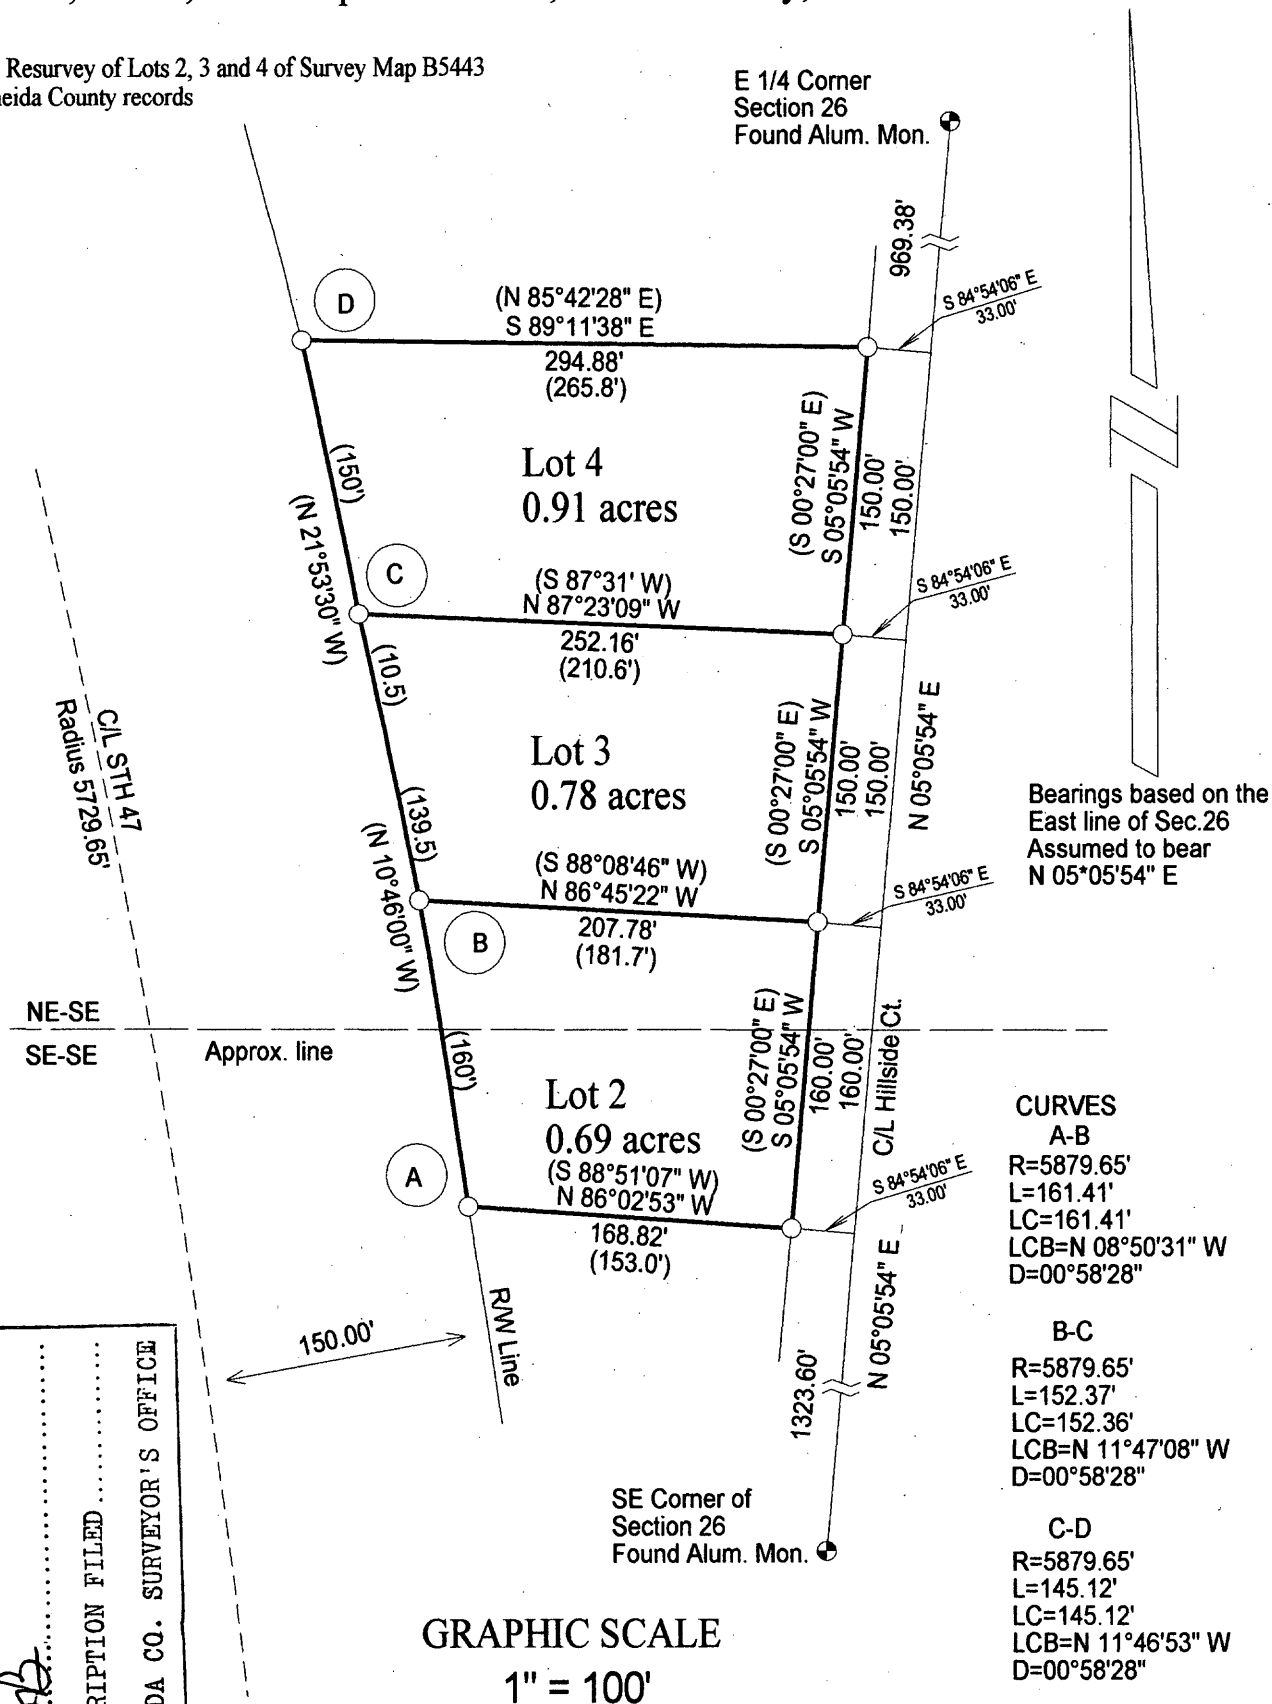 Resurvey of Lots 2, 3 and 4 of Survey Map B5443
eida County records
E 1/4 Corner
Section 26
Found Alum. Mon.
969.38'
S 84°54'06" E
33.00'
D
(N 85°42'28" E)
S 89°11'38" E
294.88'
(265.8')
(150')
(N 21°53'30" W)
Lot 4
0.91 acres
(S 00°27'00" E)
S 05°05'54" W
150.00'
150.00'
S 84°54'06" E
33.00'
C
(S 87°31' W)
N 87°23'09" W
252.16'
(210.6')
(10.5)
C/L STH 47
Radius 5729.65'
Lot 3
0.78 acres
(S 00°27'00" E)
S 05°05'54" W
150.00'
150.00'
N 05°05'54" E
Bearings based on the
East line of Sec.26
Assumed to bear
N 05*05'54" E
(139.5)
(N 10°46'00" W)
(S 88°08'46" W)
N 86°45'22" W
207.78'
(181.7')
S 84°54'06" E
33.00'
B
NE-SE
SE-SE
Approx. line
(160')
Lot 2
0.69 acres
(S 00°27'00" E)
S 05°05'54" W
160.00'
160.00'
C/L Hillside Ct.
A
(S 88°51'07" W)
N 86°02'53" W
168.82'
(153.0')
S 84°54'06" E
33.00'
N 05°05'54" E
R/W Line
150.00'
1323.60'
SE Corner of
Section 26
Found Alum. Mon.
CURVES
A-B
R=5879.65'
L=161.41'
LC=161.41'
LCB=N 08°50'31" W
D=00°58'28"
B-C
R=5879.65'
L=152.37'
LC=152.36'
LCB=N 11°47'08" W
D=00°58'28"
C-D
R=5879.65'
L=145.12'
LC=145.12'
LCB=N 11°46'53" W
D=00°58'28"
RIPTION FILED
DA CO. SURVEYOR'S OFFICE
GRAPHIC SCALE
1" = 100'